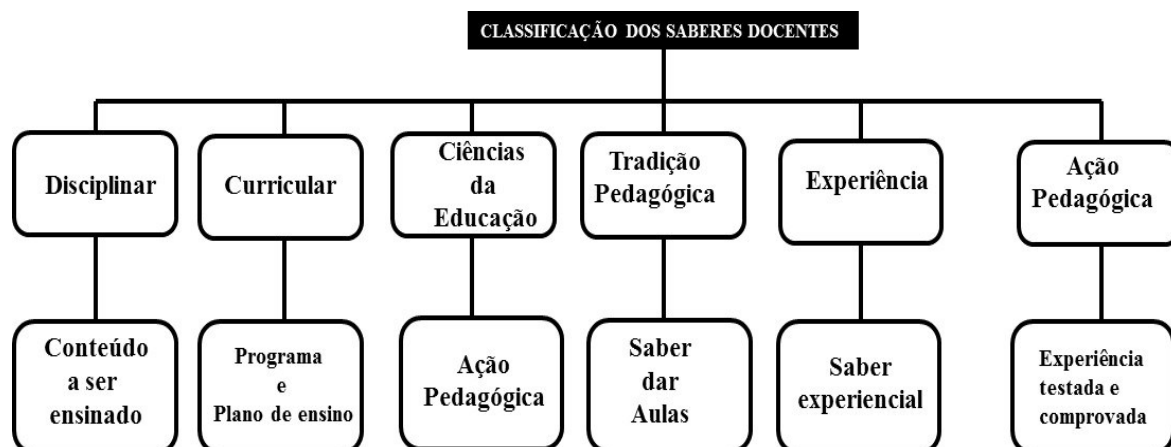 CLASSIFICAÇÃO DOS SABERES DOCENTES
Disciplinar
Curricular
Ciências
da
Educação
Tradição
Pedagógica
Experiência
Ação
Pedagógica
Conteúdo
a ser
ensinado
Programa
e
Plano de ensino
Ação
Pedagógica
Saber
dar
Aulas
Saber
experiencial
Experiência
testada e
comprovada